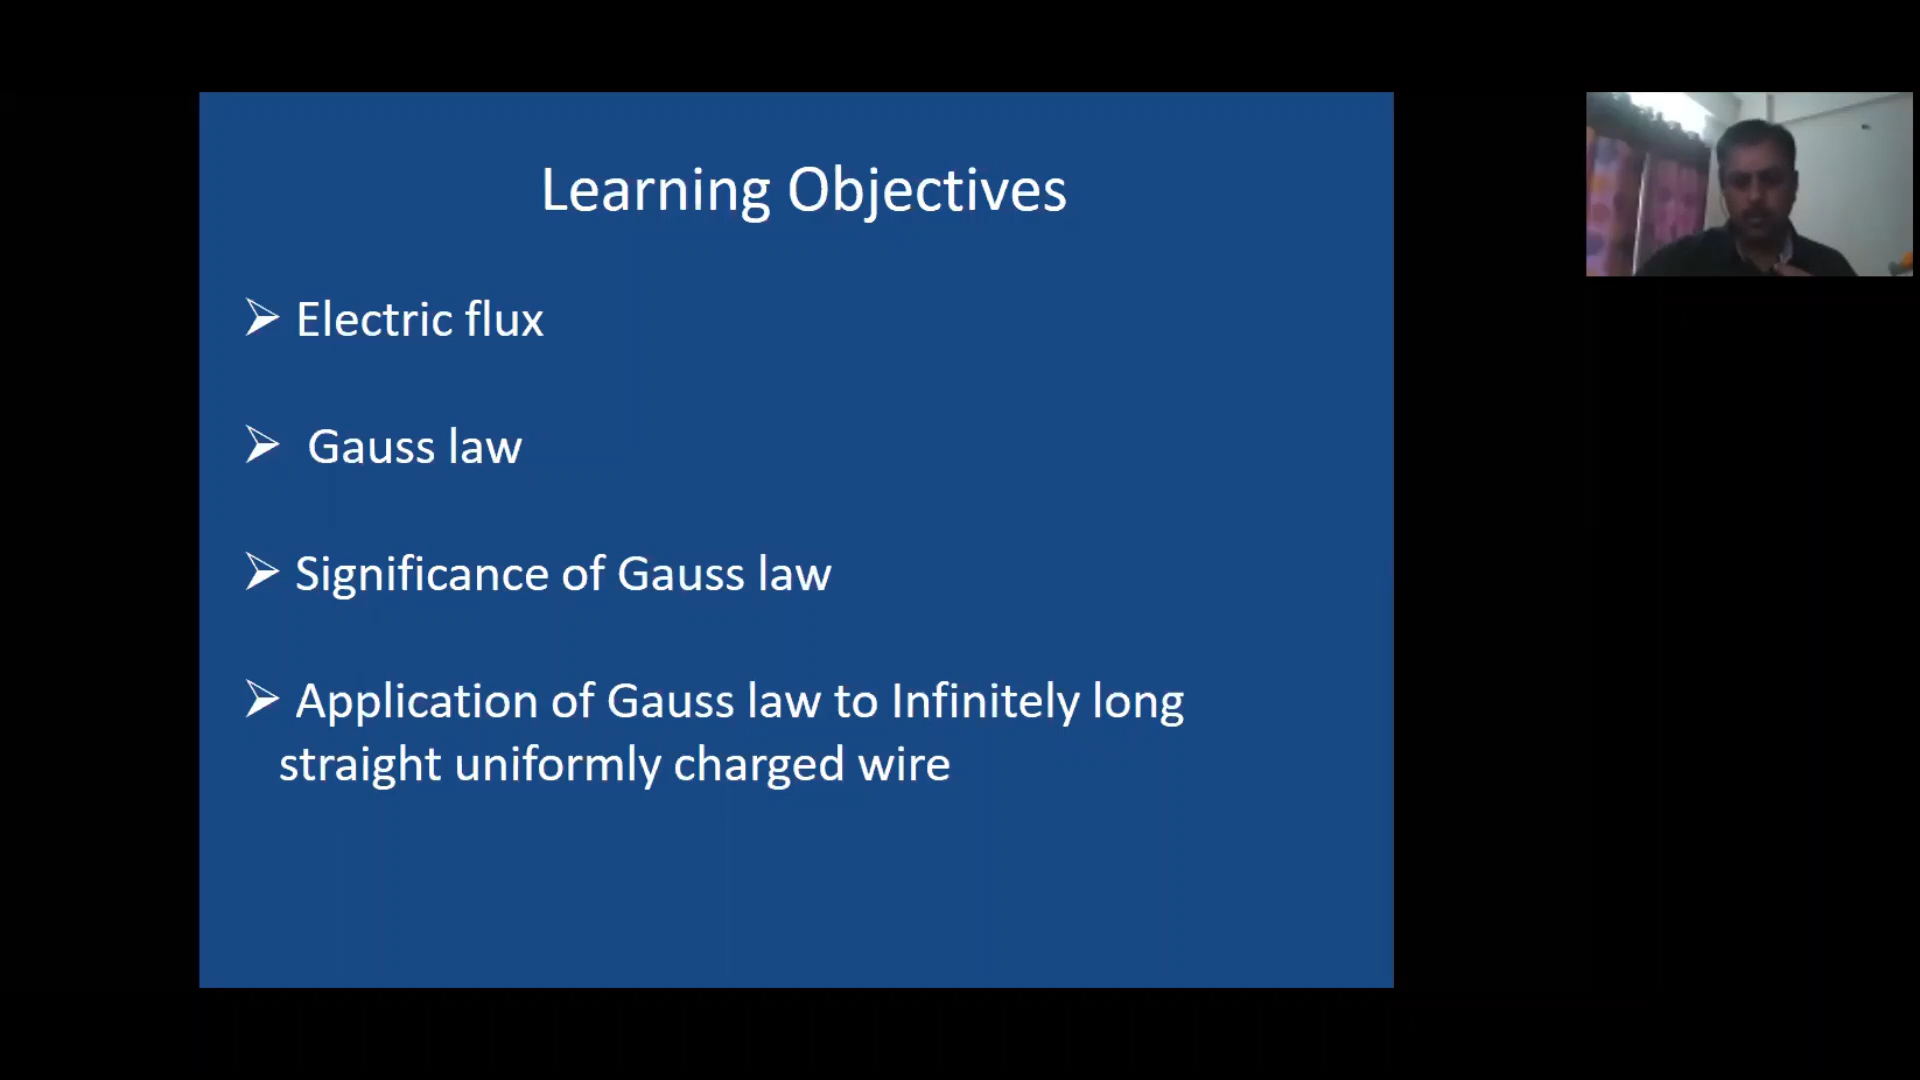 Learning Objectives
➢ Electric flux
➢ Gauss law
➢ Significance of Gauss law
➢ Application of Gauss law to Infinitely long
straight uniformly charged wire